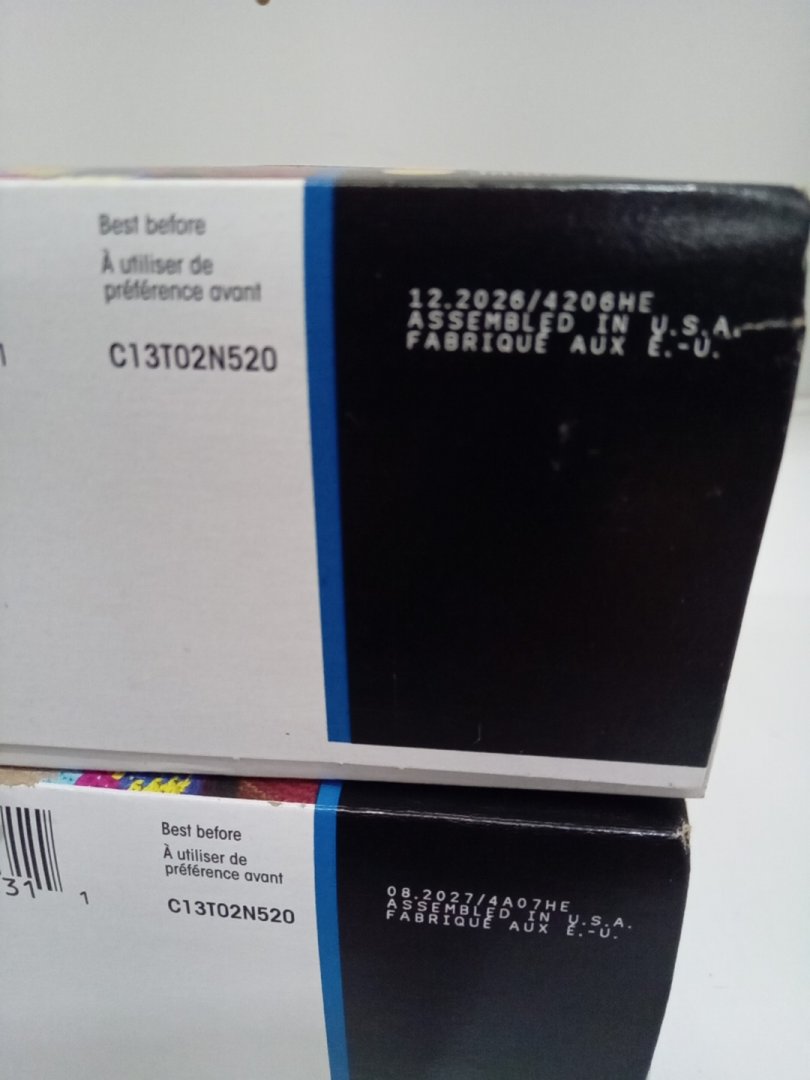 Best before
À utiliser de
préférence avant
1
C13T02N520
12.2026/4206HE
ASSEMBLED IN U.S.A.
FABRIQUÉ AUX É.-U.
Best before
À utiliser de
préférence avant
31
1
C13T02N520
08.2027/4A07HE
ASSEMBLED IN U.S.A.
FABRIQUÉ AUX É.-U.